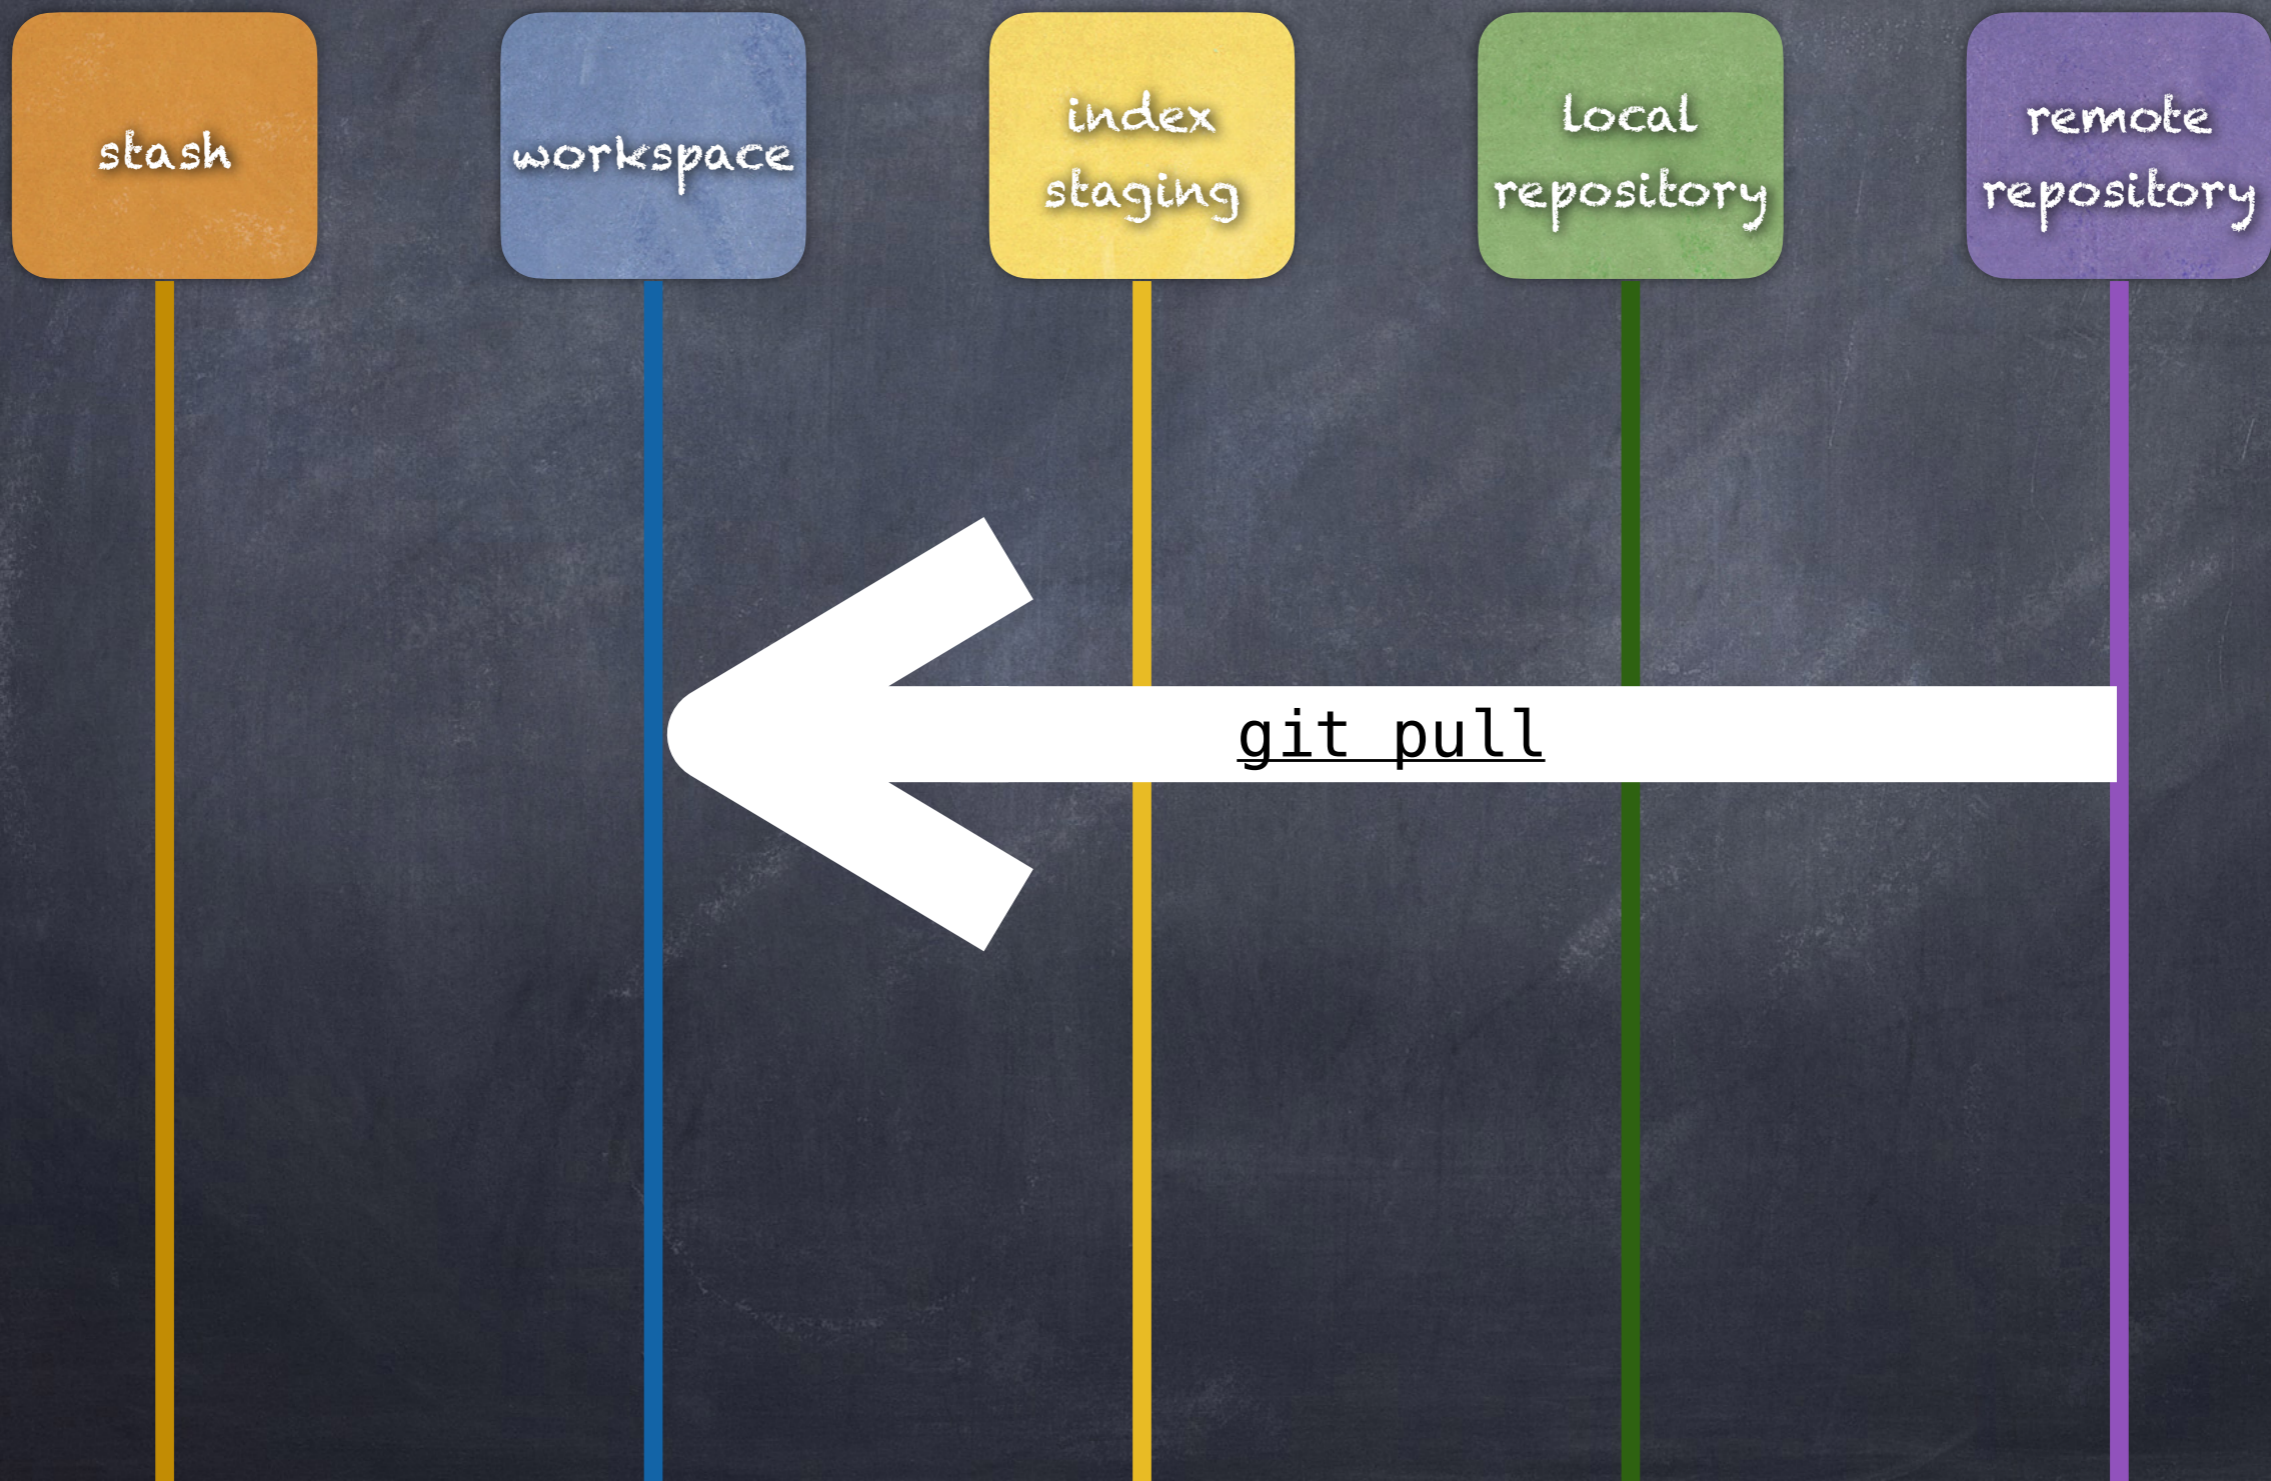 stash
workspace
index
staging
local
repository
remote
repository
git pull